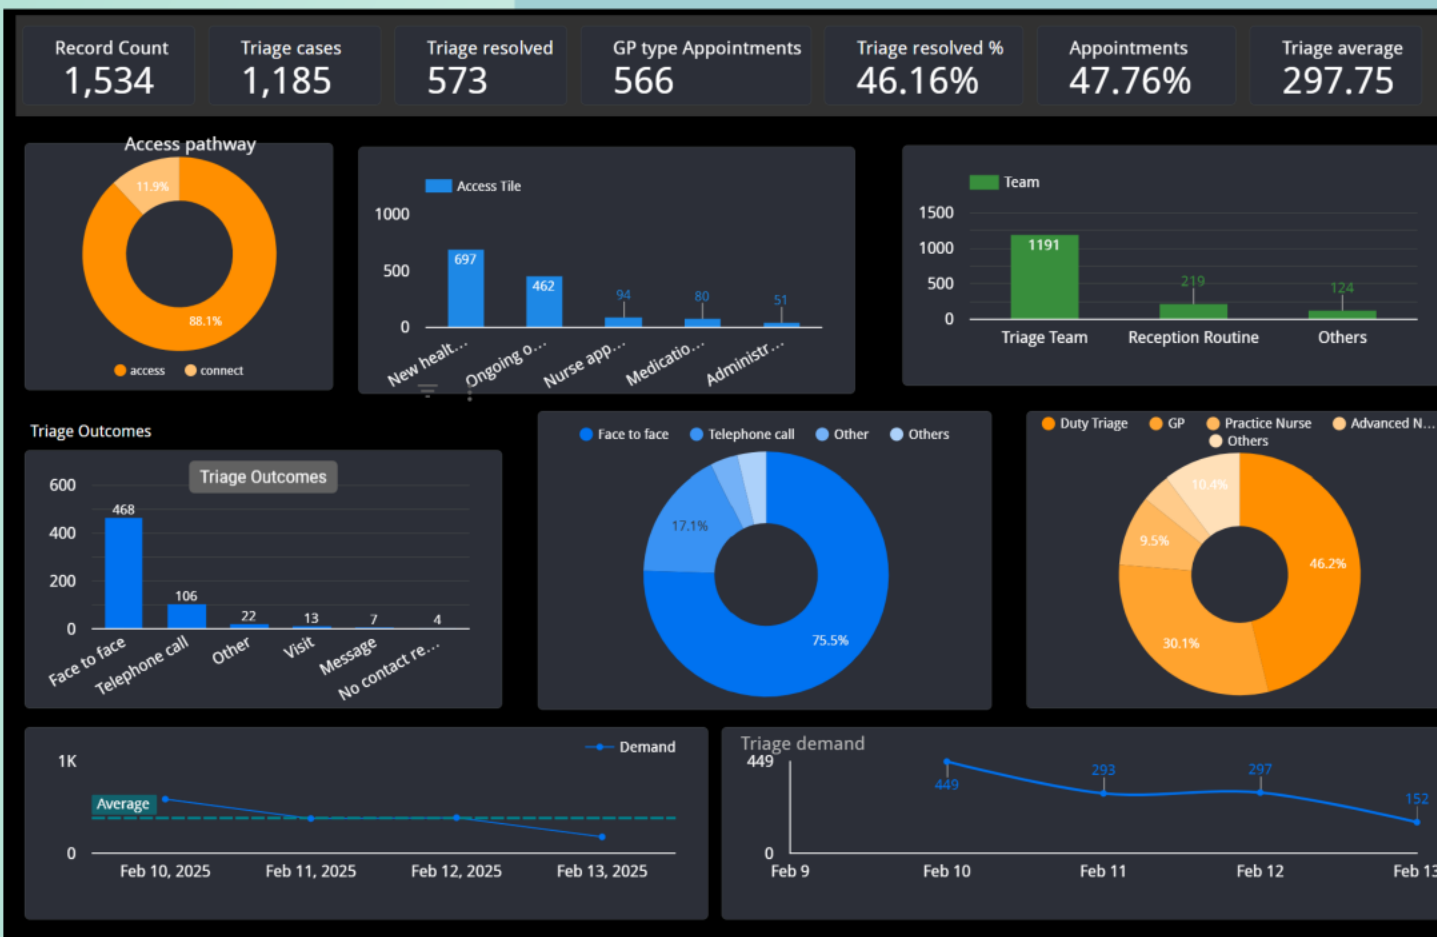 Record Count
1,534
Triage cases
1,185
Triage resolved
573
GP type Appointments
566
Triage resolved %
46.16%
Appointments
47.76%
Triage average
297.75
Access pathway
11.9%
88.1%
access
connect
Access Tile
1000
500
0
697
462
94
80
51
New healt...
Ongoing o...
Nurse app...
Medicatio...
Administr...
Team
1500
1000
500
0
1191
219
124
Triage Team
Reception Routine
Others
Triage Outcomes
Triage Outcomes
600
400
200
0
468
106
22
13
7
4
Face to face
Telephone call
Other
Visit
Message
No contact re...
Face to face
Telephone call
Other
Others
17.1%
75.5%
Duty Triage
GP
Practice Nurse
Advanced N...
Others
10.4%
9.5%
46.2%
30.1%
Demand
1K
Average
0
Feb 10, 2025
Feb 11, 2025
Feb 12, 2025
Feb 13, 2025
Triage demand
449
0
449
293
297
152
Feb 9
Feb 10
Feb 11
Feb 12
Feb 13